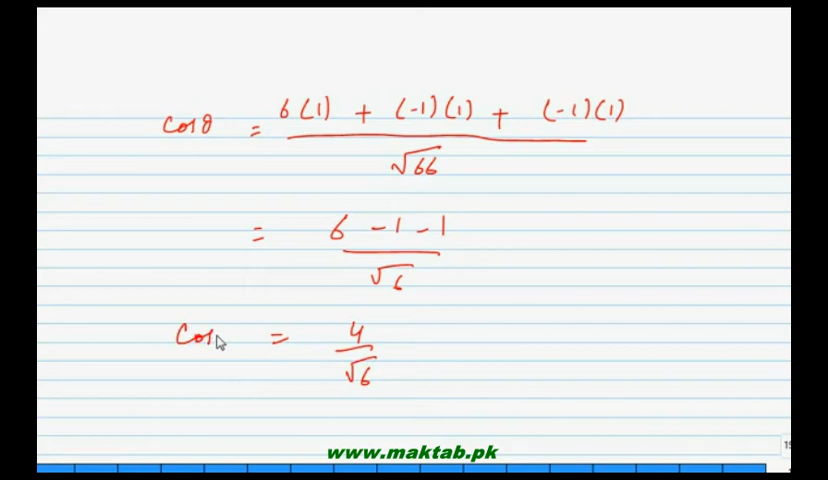 cosθ = 6(1) + (-1)(1) + (-1)(1) / √66
= 6 -1 -1 / √6
Cos = 4 / √6
www.maktab.pk